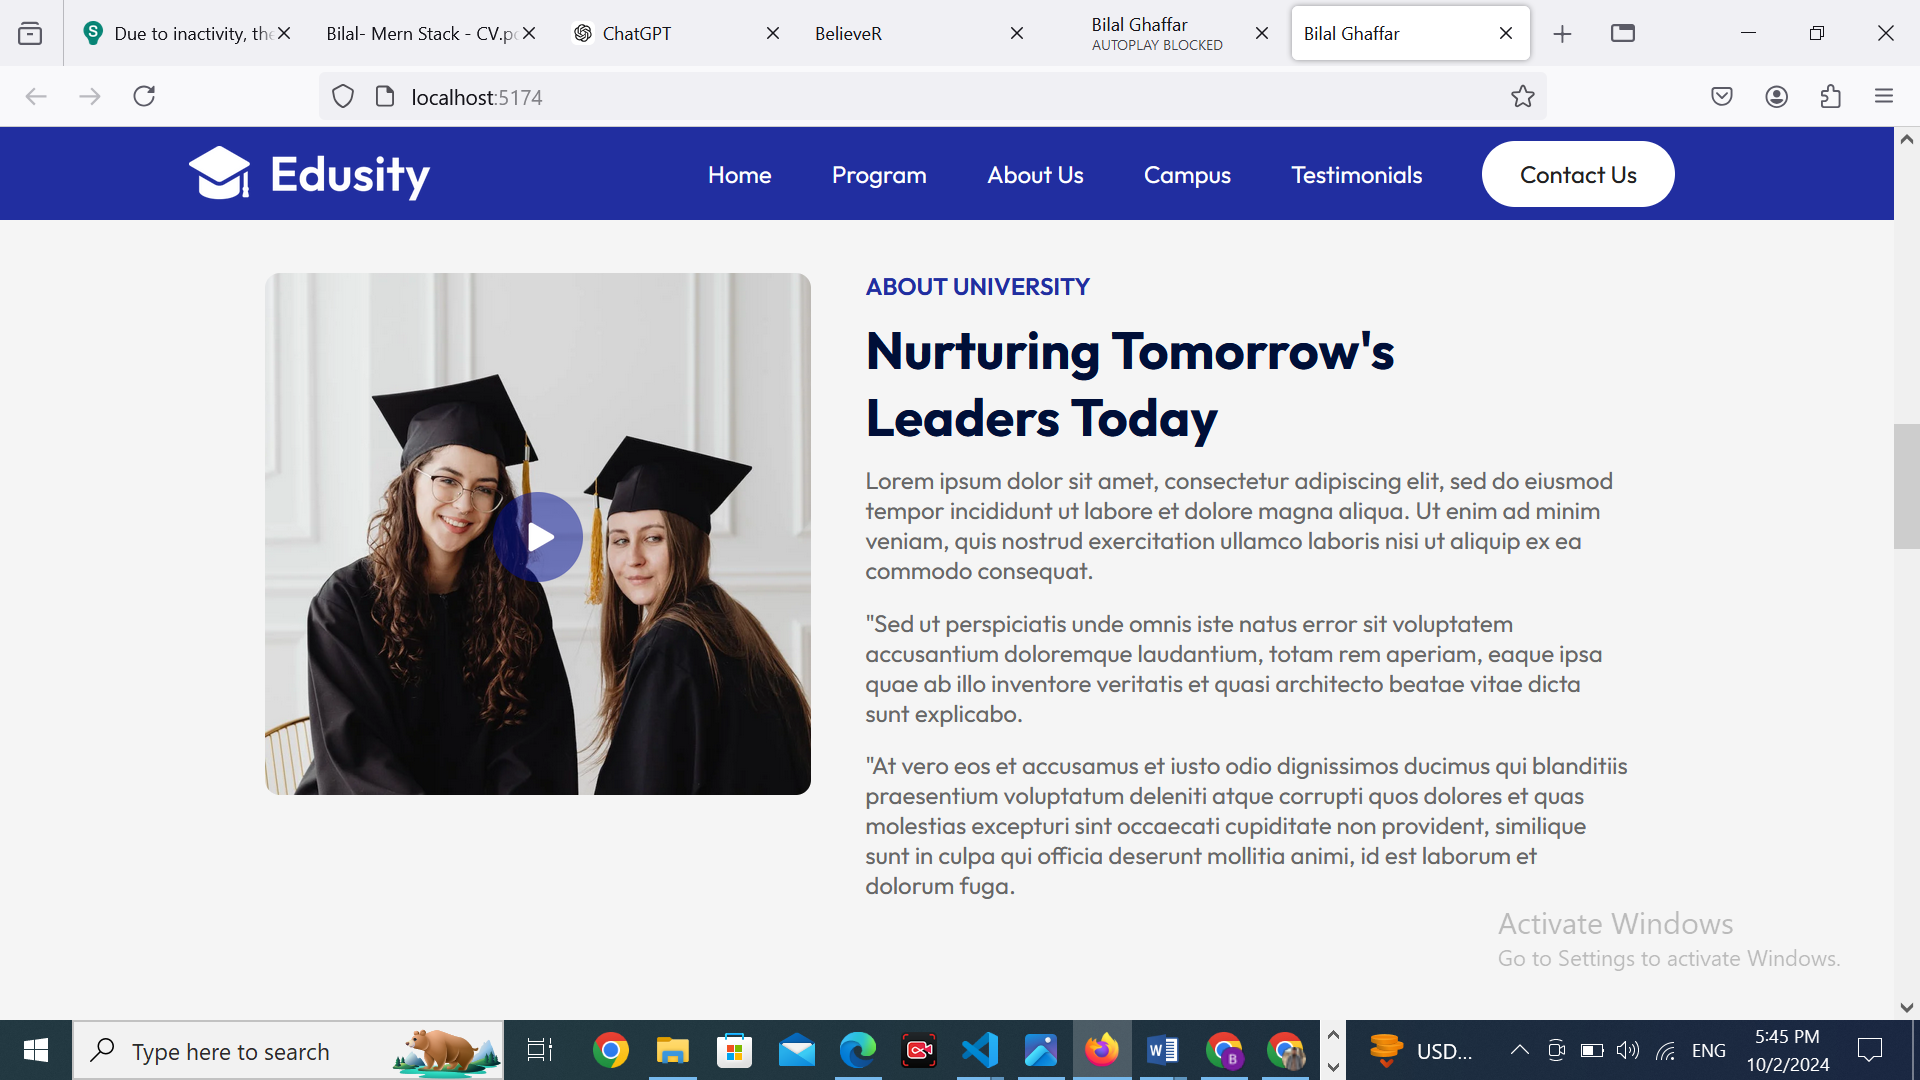 Due to inactivity, the
Bilal- Mern Stack - CV.pd
ChatGPT
BelieveR
Bilal Ghaffar
AUTOPLAY BLOCKED
Bilal Ghaffar
localhost:5174
Edusity
Home
Program
About Us
Campus
Testimonials
Contact Us
ABOUT UNIVERSITY
Nurturing Tomorrow's
Leaders Today
Lorem ipsum dolor sit amet, consectetur adipiscing elit, sed do eiusmod
tempor incididunt ut labore et dolore magna aliqua. Ut enim ad minim
veniam, quis nostrud exercitation ullamco laboris nisi ut aliquip ex ea
commodo consequat.
"Sed ut perspiciatis unde omnis iste natus error sit voluptatem
accusantium doloremque laudantium, totam rem aperiam, eaque ipsa
quae ab illo inventore veritatis et quasi architecto beatae vitae dicta
sunt explicabo.
"At vero eos et accusamus et iusto odio dignissimos ducimus qui blanditiis
praesentium voluptatum deleniti atque corrupti quos dolores et quas
molestias excepturi sint occaecati cupiditate non provident, similique
sunt in culpa qui officia deserunt mollitia animi, id est laborum et
dolorum fuga.
Activate Windows
Go to Settings to activate Windows.
Type here to search
USD...
ENG
5:45 PM
10/2/2024